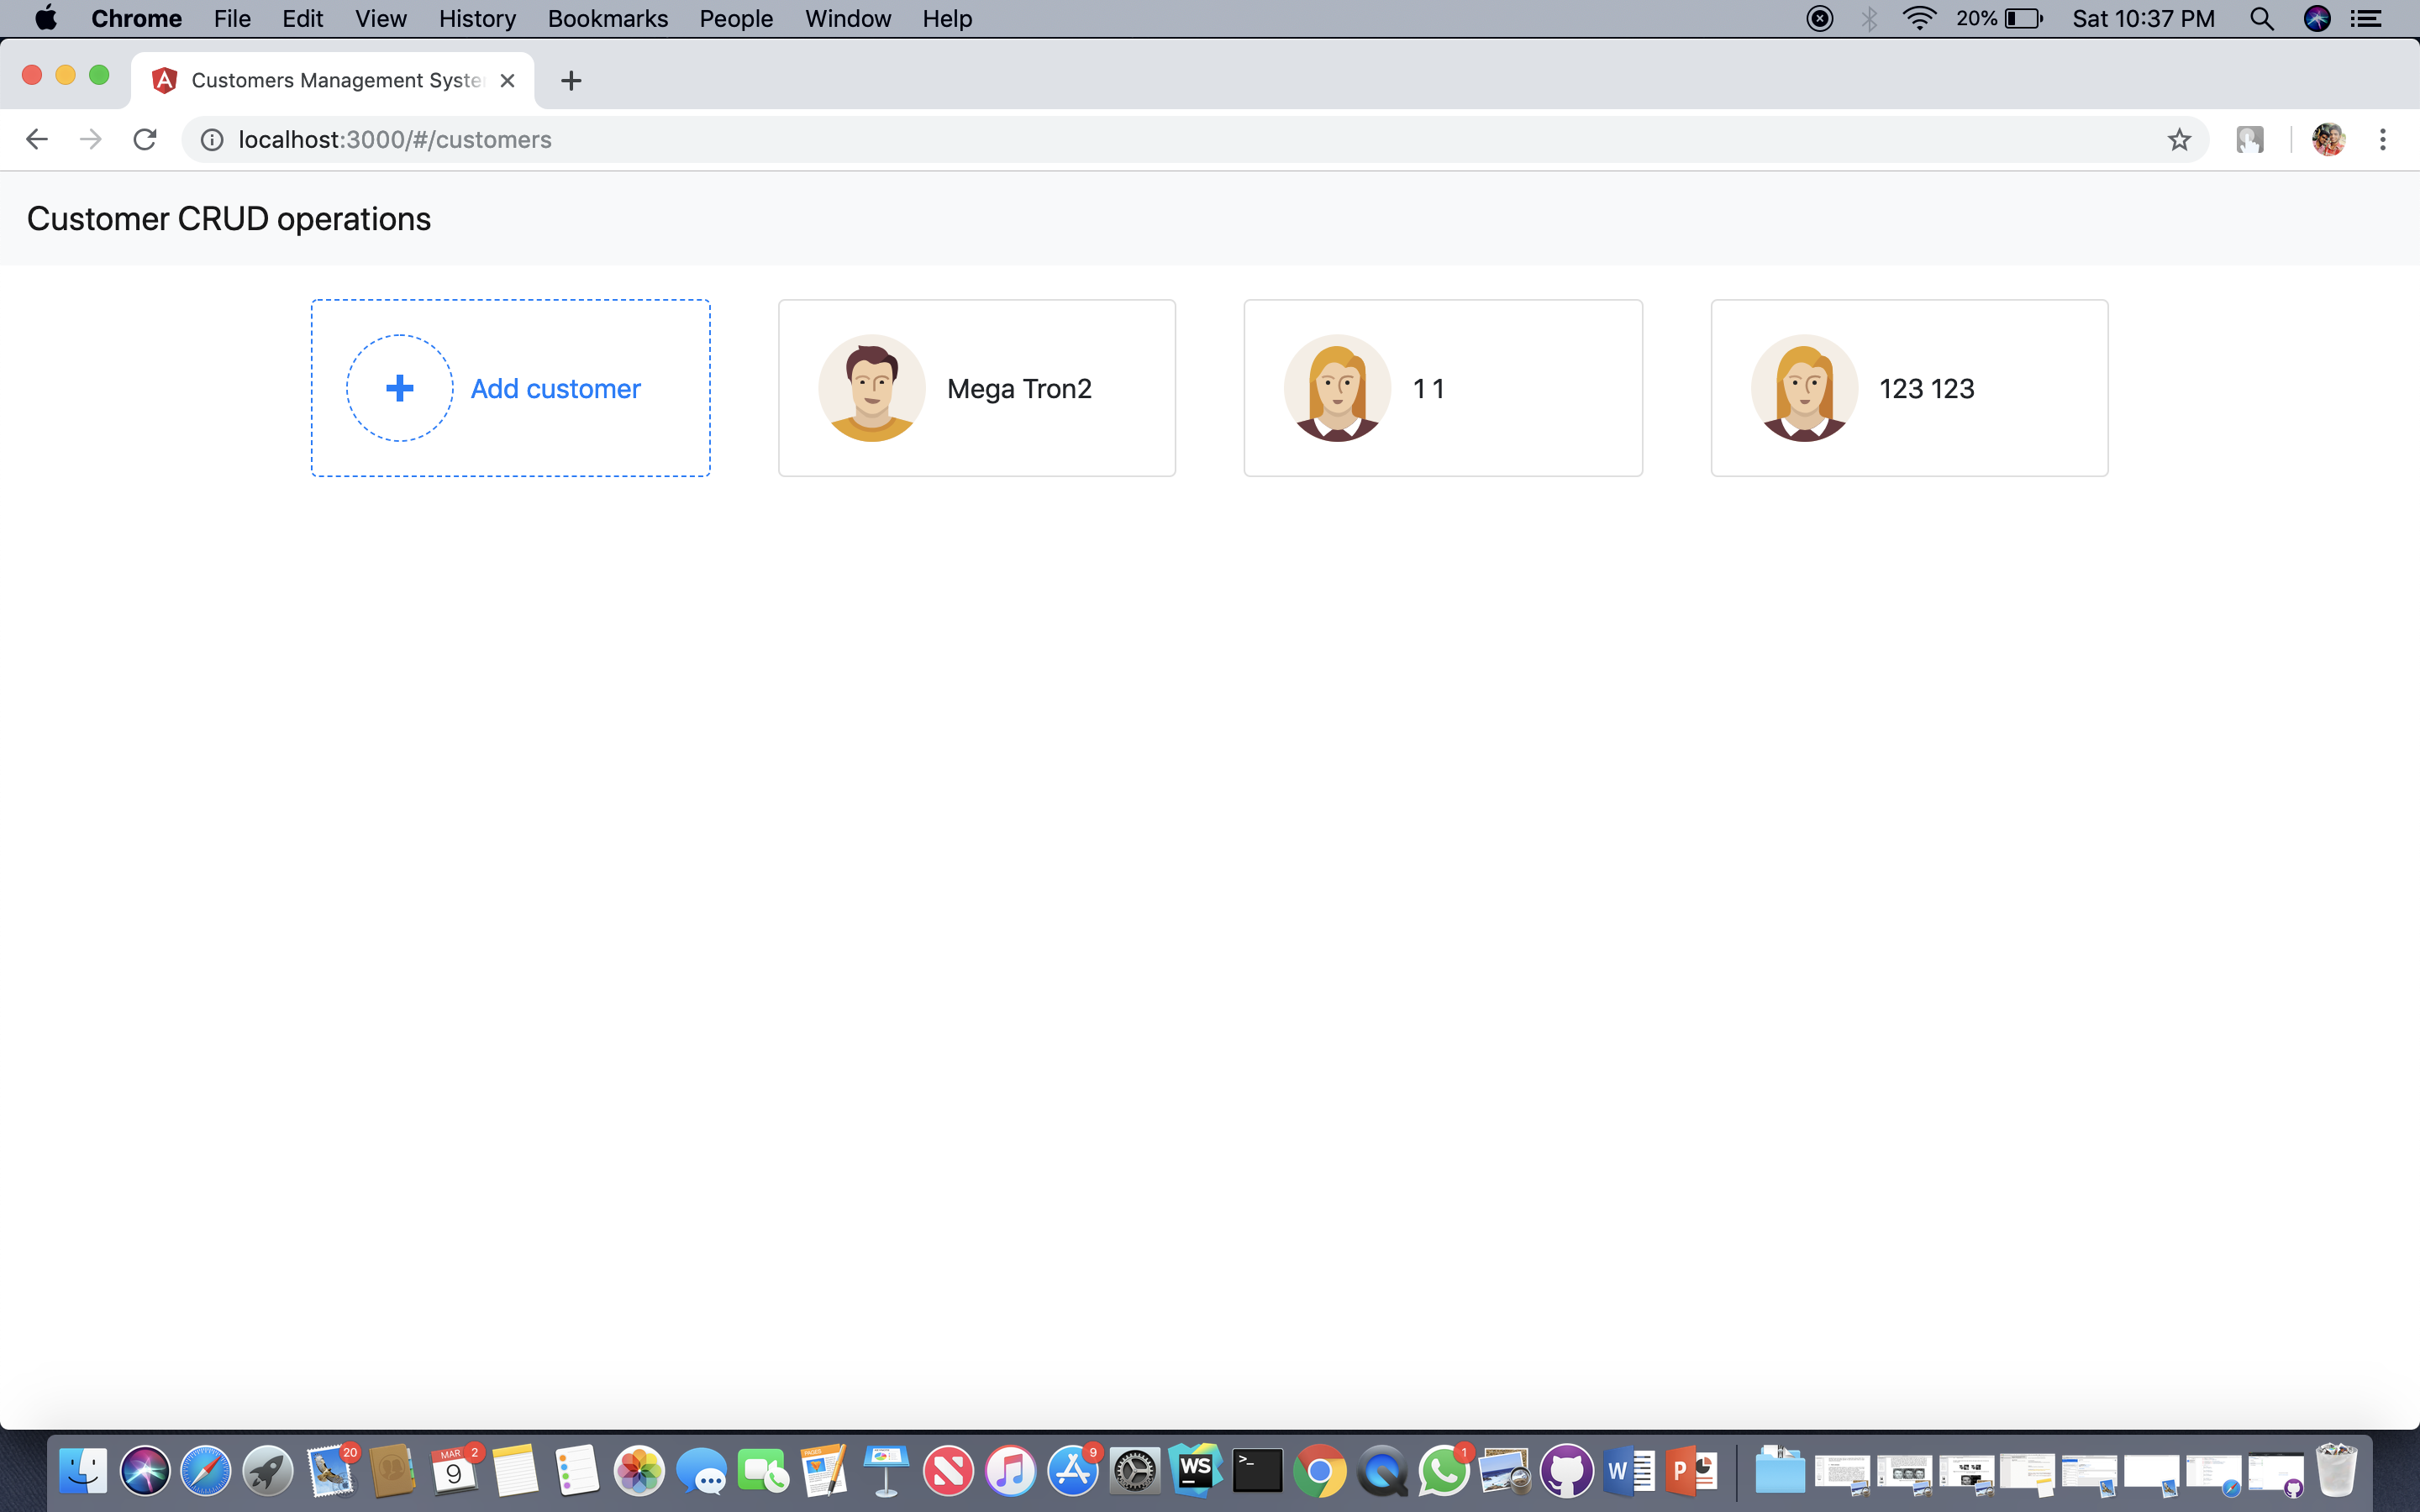 Chrome File Edit View History Bookmarks People Window Help 20% Sat 10:37 PM
Customers Management Syste
localhost:3000/#/customers
Customer CRUD operations
Add customer
Mega Tron2
1 1
123 123
20
MAR
9
2
PAGES
9
WS
>_
1
W
P